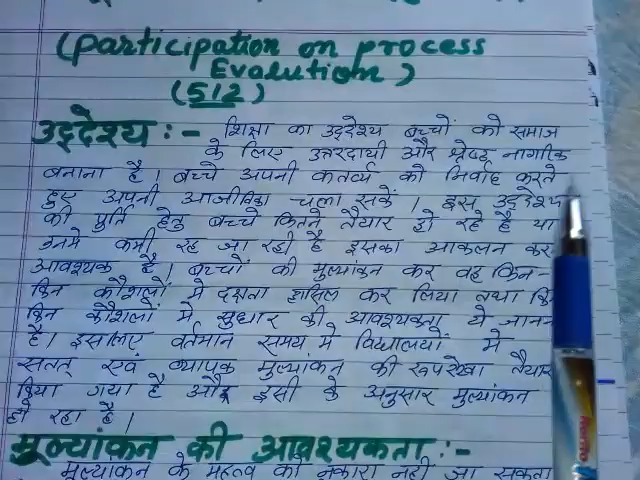 (Participation on process
Evalution)
(512)
उद्देश्य :- शिक्षा का उद्देश्य बच्चों को समाज
के लिए उत्तरदायी और श्रेष्ठ नागरिक
बनाना है। बच्चे अपनी कर्तव्य को निर्वाह करते
हुए अपनी आजीविका चला सकें। इस उद्देश्य
की पूर्ति हेतु बच्चे कितने तैयार हो रहे है या
उनमे कमी रह जा रही है इसका आकलन कर
आवश्यक है। बच्चों की मूल्यांकन कर वह किन-
किन कौशलों मे दक्षता हासिल कर लिया तथा
किन कौशलों मे सुधार की आवश्यकता ये जानन
है। इसलिए वर्तमान समय मे विद्यालयों मे
सतत् एवं व्यापक मूल्यांकन की रूपरेखा तैयार
किया गया है और इसी के अनुसार मूल्यांकन
हो रहा है।
मूल्यांकन की आवश्यकता :-
मूल्यांकन के महत्व को नकारा नही जा सकता